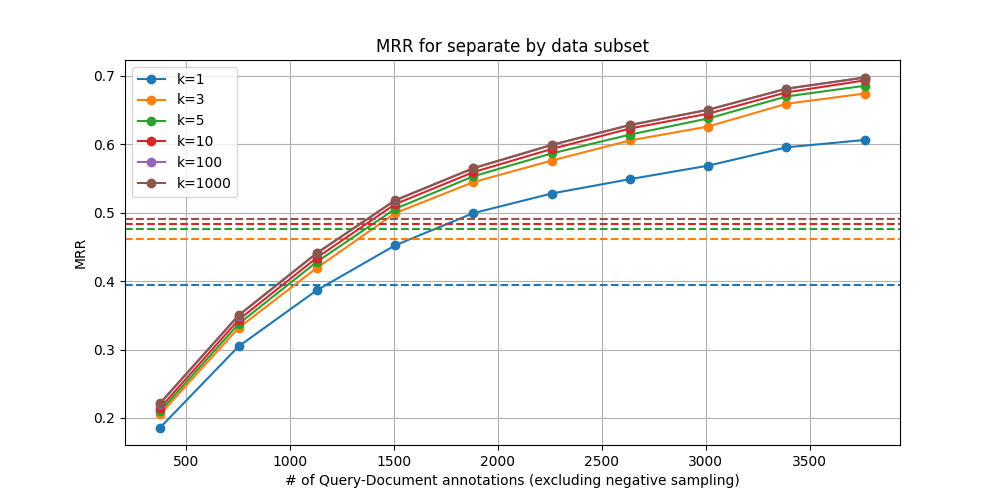 MRR for separate by data subset
k=1
k=3
k=5
k=10
k=100
k=1000
0.7
0.6
0.5
0.4
0.3
0.2
MRR
500 1000 1500 2000 2500 3000 3500
# of Query-Document annotations (excluding negative sampling)